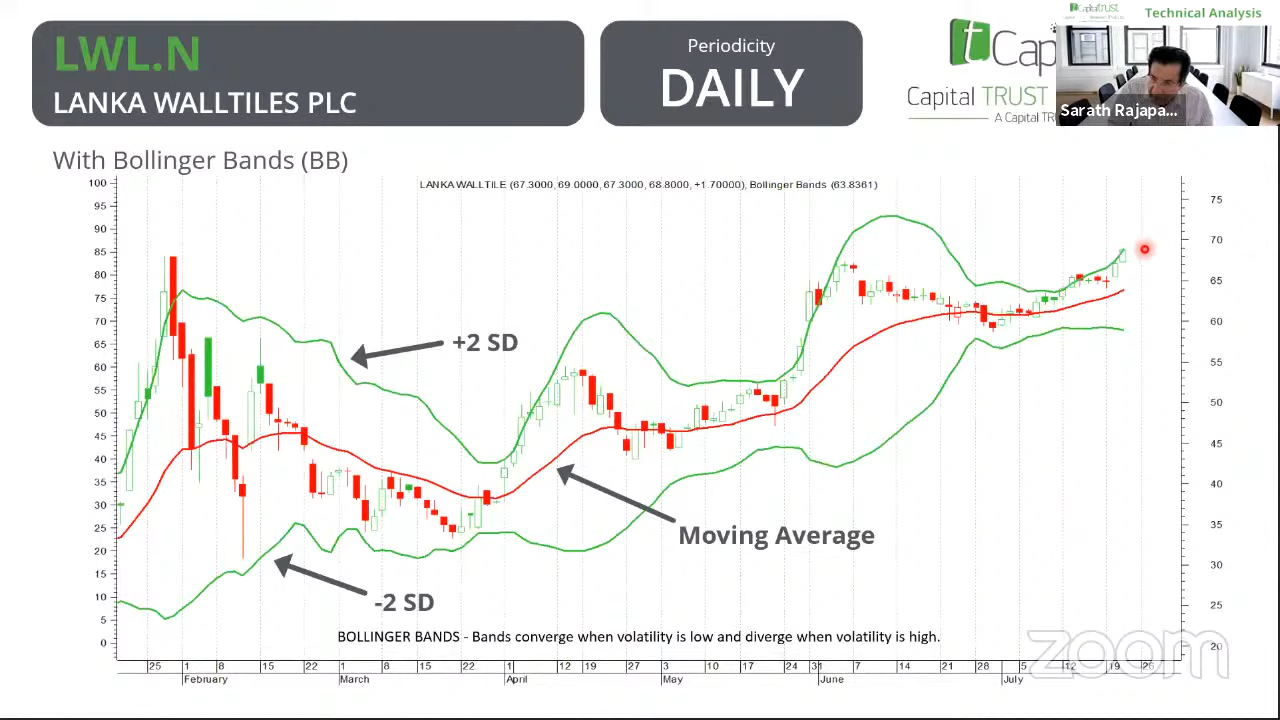 LWL.N
LANKA WALLTILES PLC
Periodicity
DAILY
Capital TRUST
A Capital
Capital TRUST
Technical Analysis
Sarath Rajapa...
With Bollinger Bands (BB)
LANKA WALLTILE (67.3000, 69.0000, 67.3000, 68.8000, +1.70000), Bollinger Bands (63.8361)
100
95
90
85
80
75
70
65
60
55
50
45
40
35
30
25
20
15
10
5
0
75
70
65
60
55
50
45
40
35
30
25
20
+2 SD
Moving Average
-2 SD
BOLLINGER BANDS - Bands converge when volatility is low and diverge when volatility is high.
25 1 8 15 22 1 8 15 22 1 12 19 27 3 10 17 24 31 7 14 21 28 5 12 19 26
February March April May June July
zoom